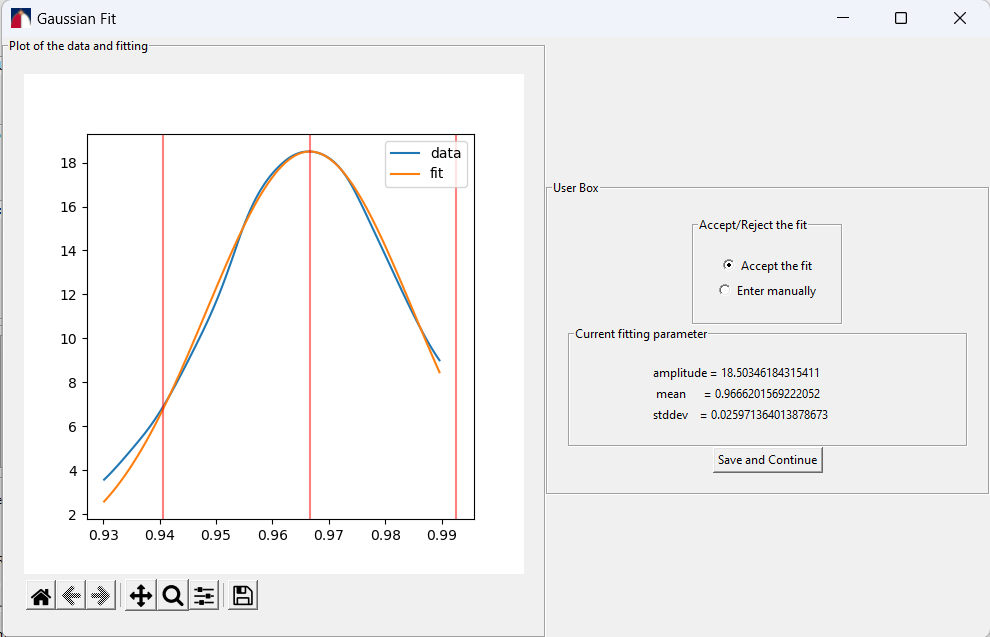 Gaussian Fit
Plot of the data and fitting
data
fit
18
16
14
12
10
8
6
4
2
0.93 0.94 0.95 0.96 0.97 0.98 0.99
User Box
Accept/Reject the fit
Accept the fit
Enter manually
Current fitting parameter
amplitude = 18.50346184315411
mean = 0.9666201569222052
stddev = 0.025971364013878673
Save and Continue